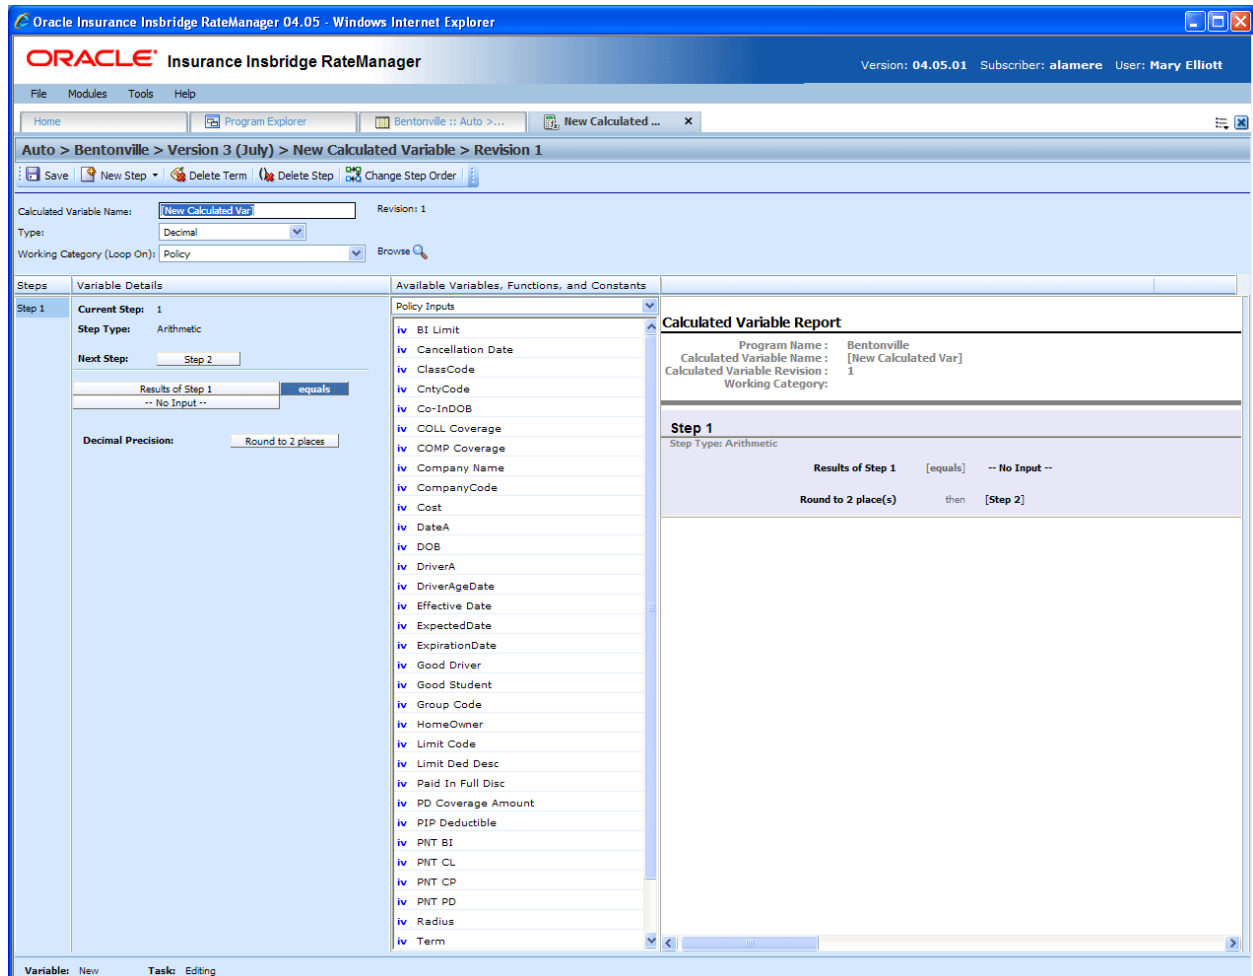 Oracle Insurance Insbridge RateManager 04.05 - Windows Internet Explorer
ORACLE Insurance Insbridge RateManager
Version: 04.05.01 Subscriber: alamere User: Mary Elliott
File Modules Tools Help
Home Program Explorer Bentonville :: Auto >... New Calculated ... x
Auto > Bentonville > Version 3 (July) > New Calculated Variable > Revision 1
Save New Step Delete Term Delete Step Change Step Order
Calculated Variable Name: [New Calculated Var] Revision: 1
Type: Decimal
Working Category (Loop On): Policy Browse
Steps Variable Details Available Variables, Functions, and Constants
Step 1
Current Step: 1
Step Type: Arithmetic
Next Step: Step 2
Results of Step 1 equals
-- No Input --
Decimal Precision: Round to 2 places
Policy Inputs
iv BI Limit
iv Cancellation Date
iv ClassCode
iv CntyCode
iv Co-InDOB
iv COLL Coverage
iv COMP Coverage
iv Company Name
iv CompanyCode
iv Cost
iv DateA
iv DOB
iv DriverA
iv DriverAgeDate
iv Effective Date
iv ExpectedDate
iv ExpirationDate
iv Good Driver
iv Good Student
iv Group Code
iv HomeOwner
iv Limit Code
iv Limit Ded Desc
iv Paid In Full Disc
iv PD Coverage Amount
iv PIP Deductible
iv PNT BI
iv PNT CL
iv PNT CP
iv PNT PD
iv Radius
iv Term
Calculated Variable Report
Program Name : Bentonville
Calculated Variable Name : [New Calculated Var]
Calculated Variable Revision : 1
Working Category:
Step 1
Step Type: Arithmetic
Results of Step 1 [equals] -- No Input --
Round to 2 place(s) then [Step 2]
Variable: New Task: Editing